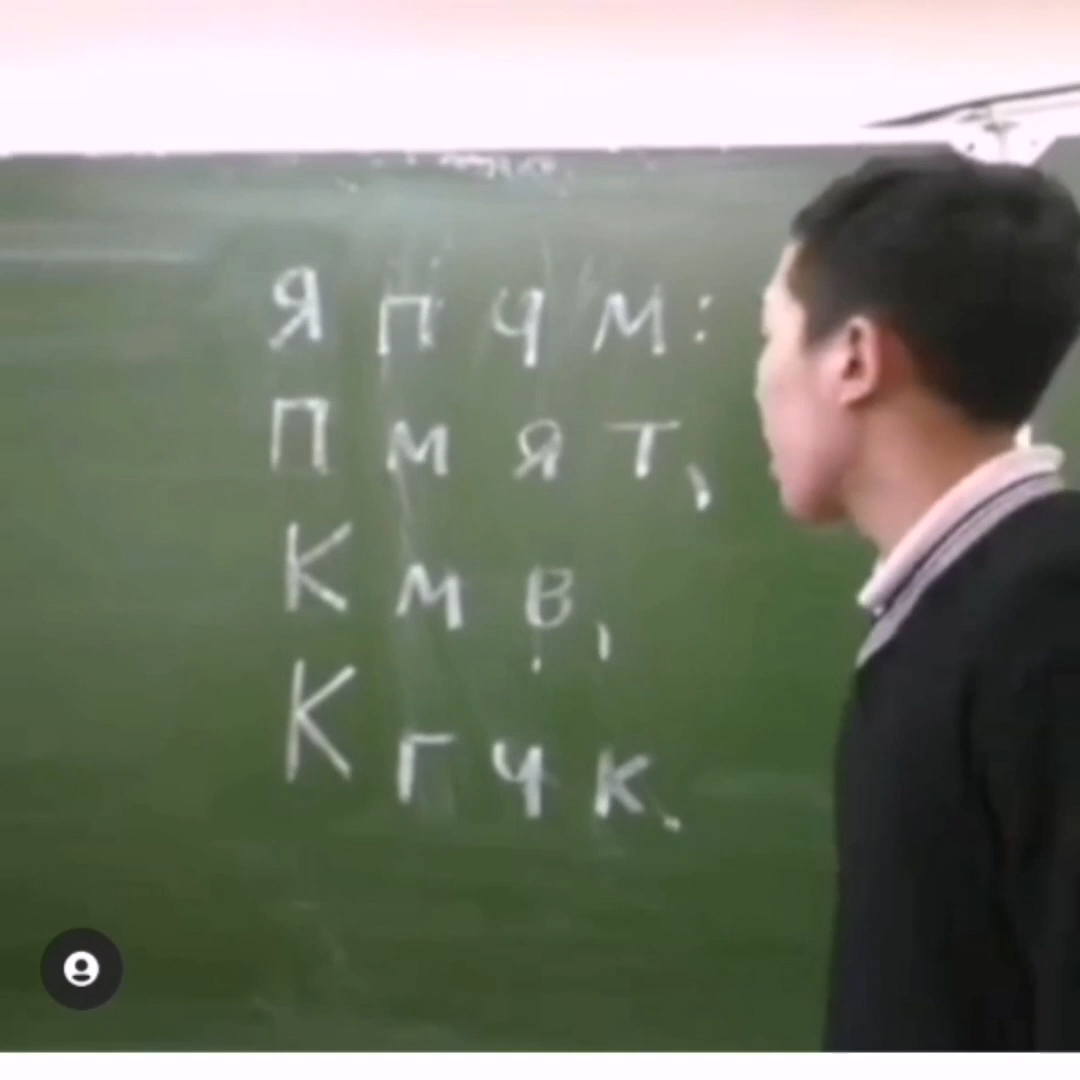 Я п ч м :
П м я т ,
К м в ,
К г ч к .